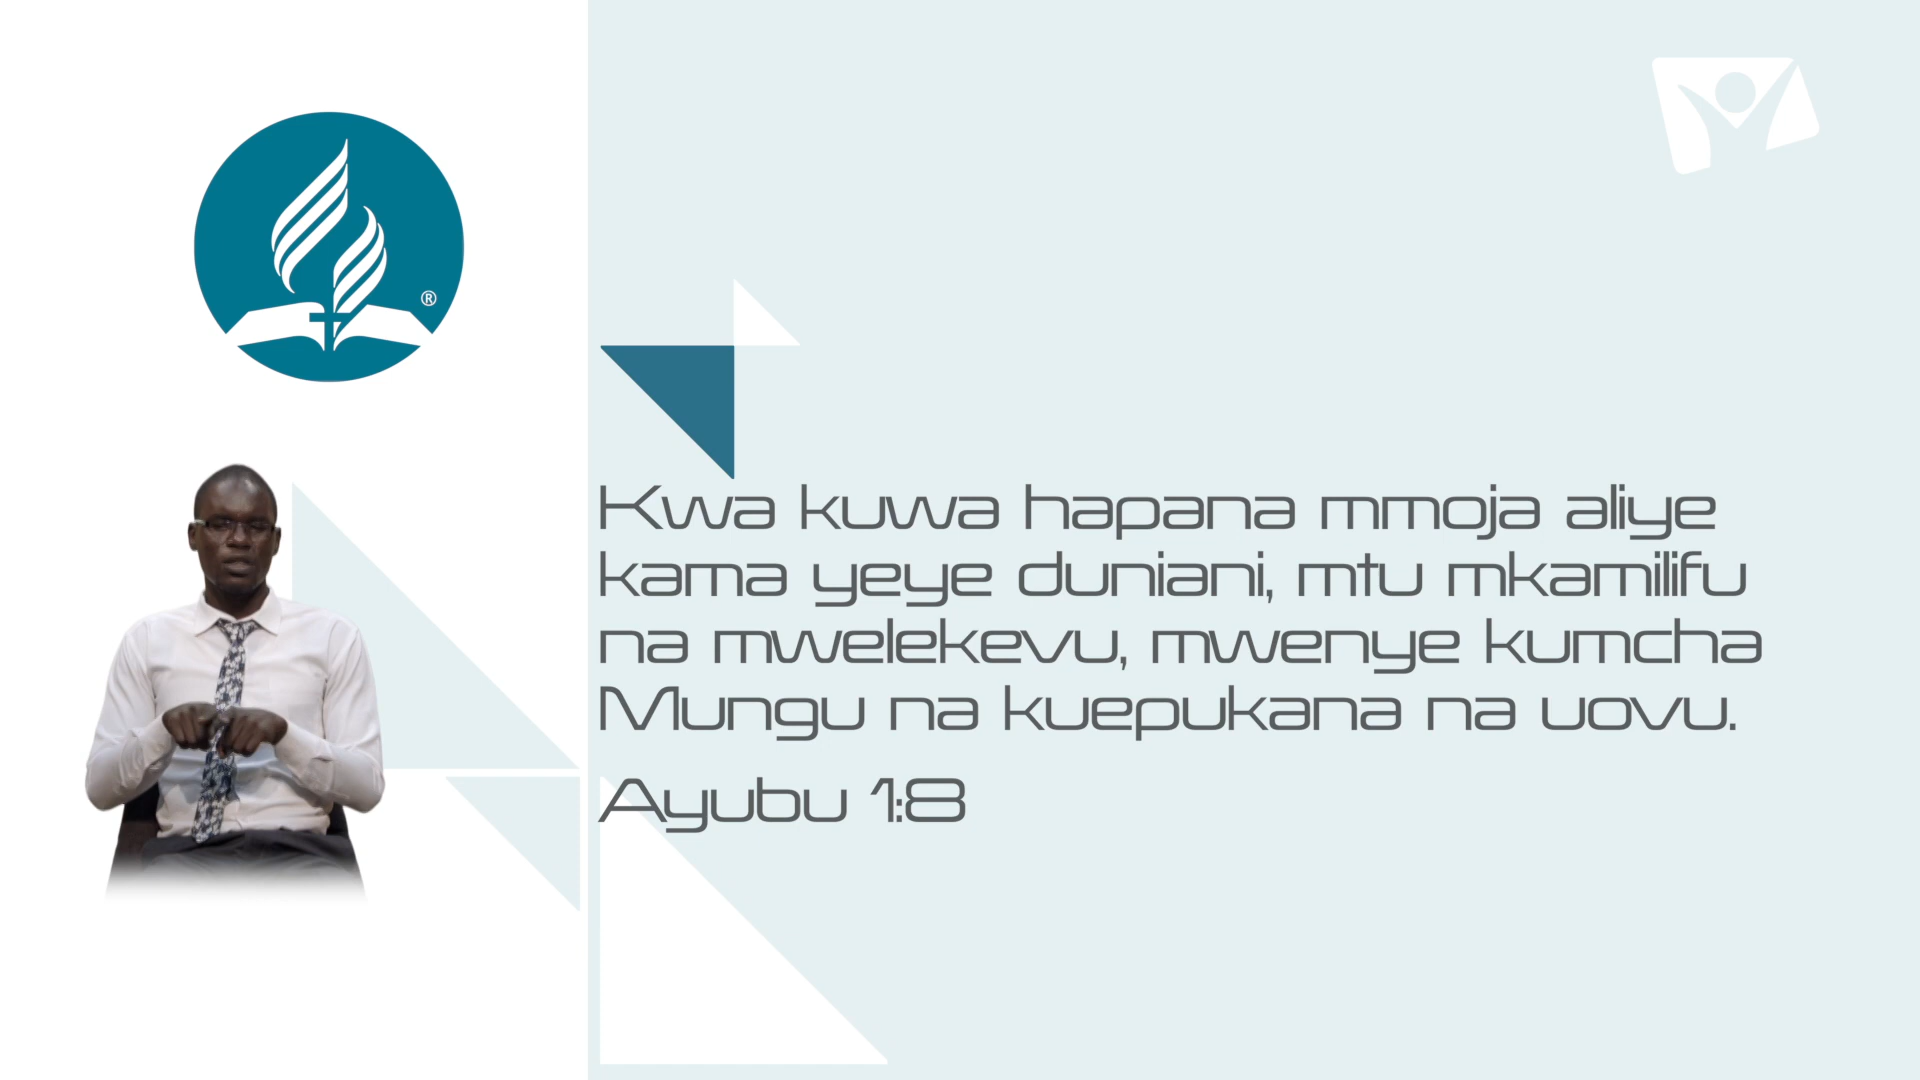 Kwa kuwa hapana mmoja aliye
kama yeye duniani, mtu mkamilifu
na mwelekevu, mwenye kumcha
Mungu na kuepukana na uovu.
Ayubu 1:8
®